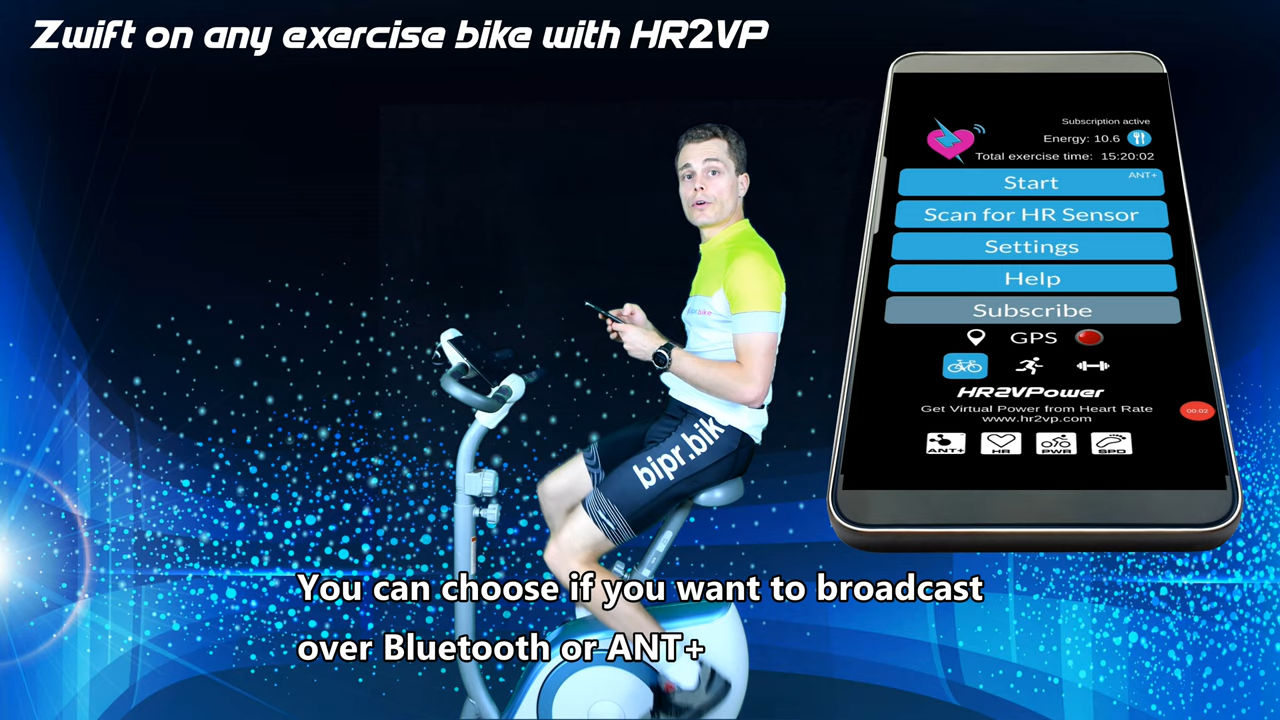 Zwift on any exercise bike with HR2VP
Subscription active
Energy: 10.6
Total exercise time: 15:20:02
Start
ANT+
Scan for HR Sensor
Settings
Help
Subscribe
GPS
HR2VPower
Get Virtual Power from Heart Rate
www.hr2vp.com
00:02
ANT+ HR PWR SPD
bipr.bike
bipr.bik
You can choose if you want to broadcast
over Bluetooth or ANT+